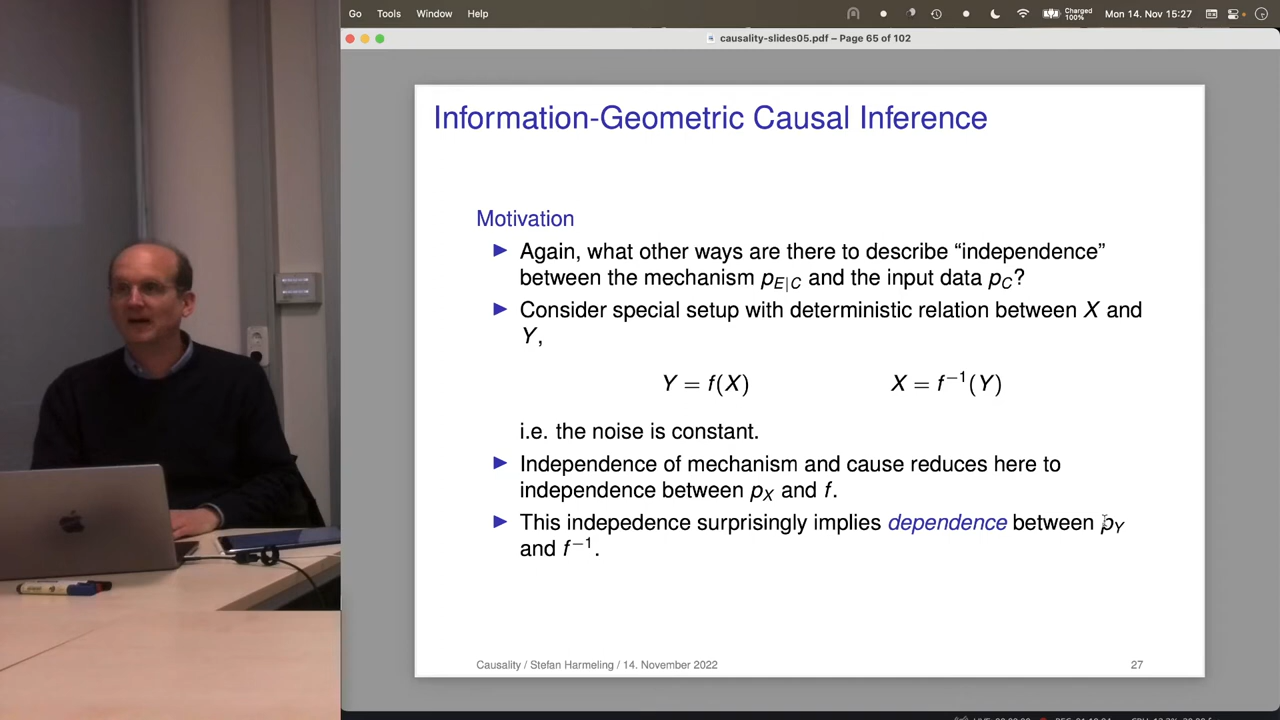 Go Tools Window Help Charged 100% Mon 14. Nov 15:27
causality-slides05.pdf – Page 65 of 102
Information-Geometric Causal Inference
Motivation
▶ Again, what other ways are there to describe “independence”
between the mechanism p_{E|C} and the input data p_C?
▶ Consider special setup with deterministic relation between X and
Y,
Y = f(X) X = f^{−1}(Y)
i.e. the noise is constant.
▶ Independence of mechanism and cause reduces here to
independence between p_X and f.
▶ This indepedence surprisingly implies dependence between p_Y
and f^{−1}.
Causality / Stefan Harmeling / 14. November 2022 27